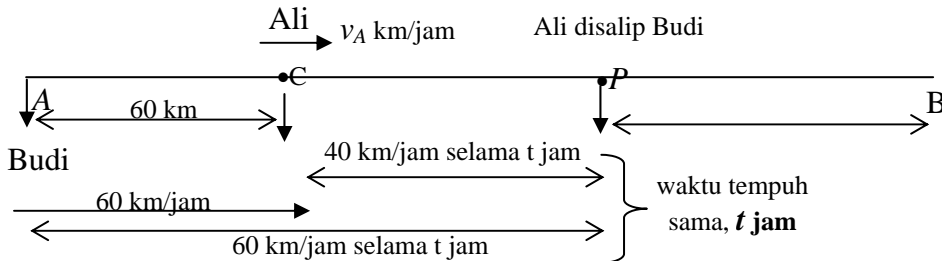 Ali
v_A km/jam
Ali disalip Budi
A
C
P
B
60 km
Budi
40 km/jam selama t jam
60 km/jam
60 km/jam selama t jam
waktu tempuh
sama, t jam